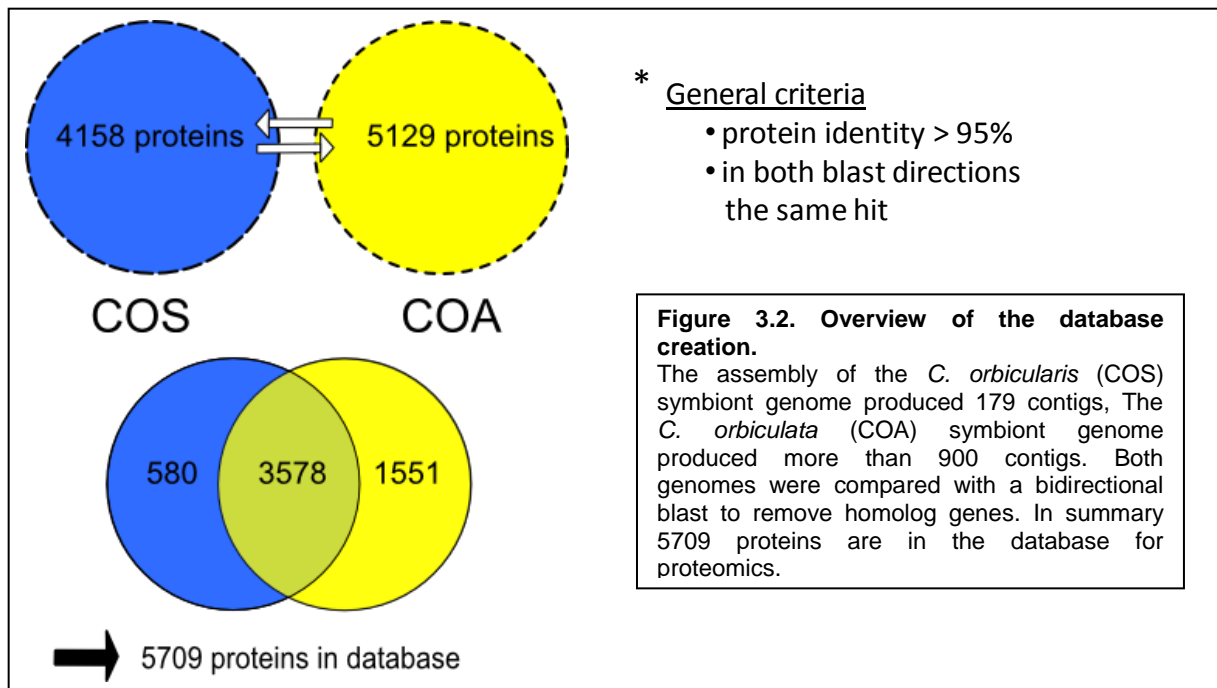 4158 proteins
5129 proteins
COS
COA
580
3578
1551
5709 proteins in database
* General criteria
• protein identity > 95%
• in both blast directions
the same hit
Figure 3.2. Overview of the database
creation.
The assembly of the C. orbicularis (COS)
symbiont genome produced 179 contigs, The
C. orbiculata (COA) symbiont genome
produced more than 900 contigs. Both
genomes were compared with a bidirectional
blast to remove homolog genes. In summary
5709 proteins are in the database for
proteomics.